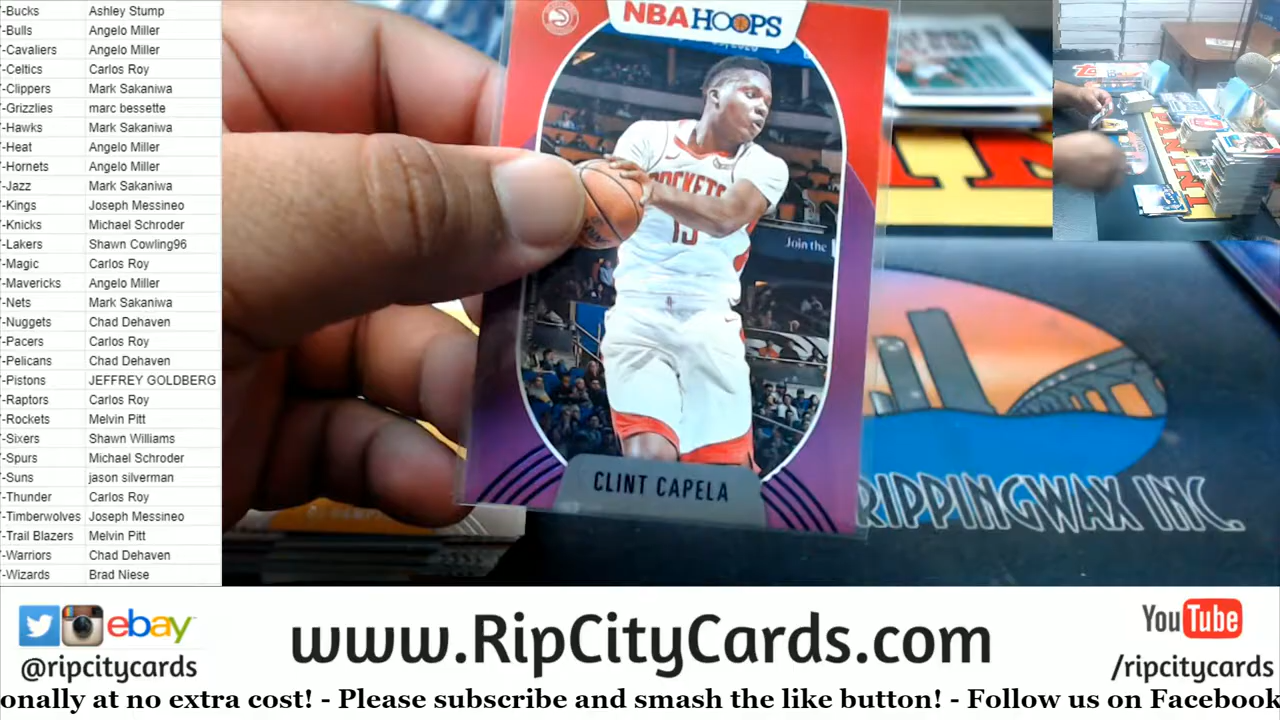 -Bucks Ashley Stump
-Bulls Angelo Miller
-Cavaliers Angelo Miller
-Celtics Carlos Roy
-Clippers Mark Sakaniwa
-Grizzlies marc bessette
-Hawks Mark Sakaniwa
-Heat Angelo Miller
-Hornets Angelo Miller
-Jazz Mark Sakaniwa
-Kings Joseph Messineo
-Knicks Michael Schroder
-Lakers Shawn Cowling96
-Magic Carlos Roy
-Mavericks Angelo Miller
-Nets Mark Sakaniwa
-Nuggets Chad Dehaven
-Pacers Carlos Roy
-Pelicans Chad Dehaven
-Pistons JEFFREY GOLDBERG
-Raptors Carlos Roy
-Rockets Melvin Pitt
-Sixers Shawn Williams
-Spurs Michael Schroder
-Suns jason silverman
-Thunder Carlos Roy
-Timberwolves Joseph Messineo
-Trail Blazers Melvin Pitt
-Warriors Chad Dehaven
-Wizards Brad Niese
NBA HOOPS
ROCKETS
15
Join the
CLINT CAPELA
RIPPINGWAX INC.
ebay
@ripcitycards
www.RipCityCards.com
YouTube
/ripcitycards
onally at no extra cost! - Please subscribe and smash the like button! - Follow us on Facebook